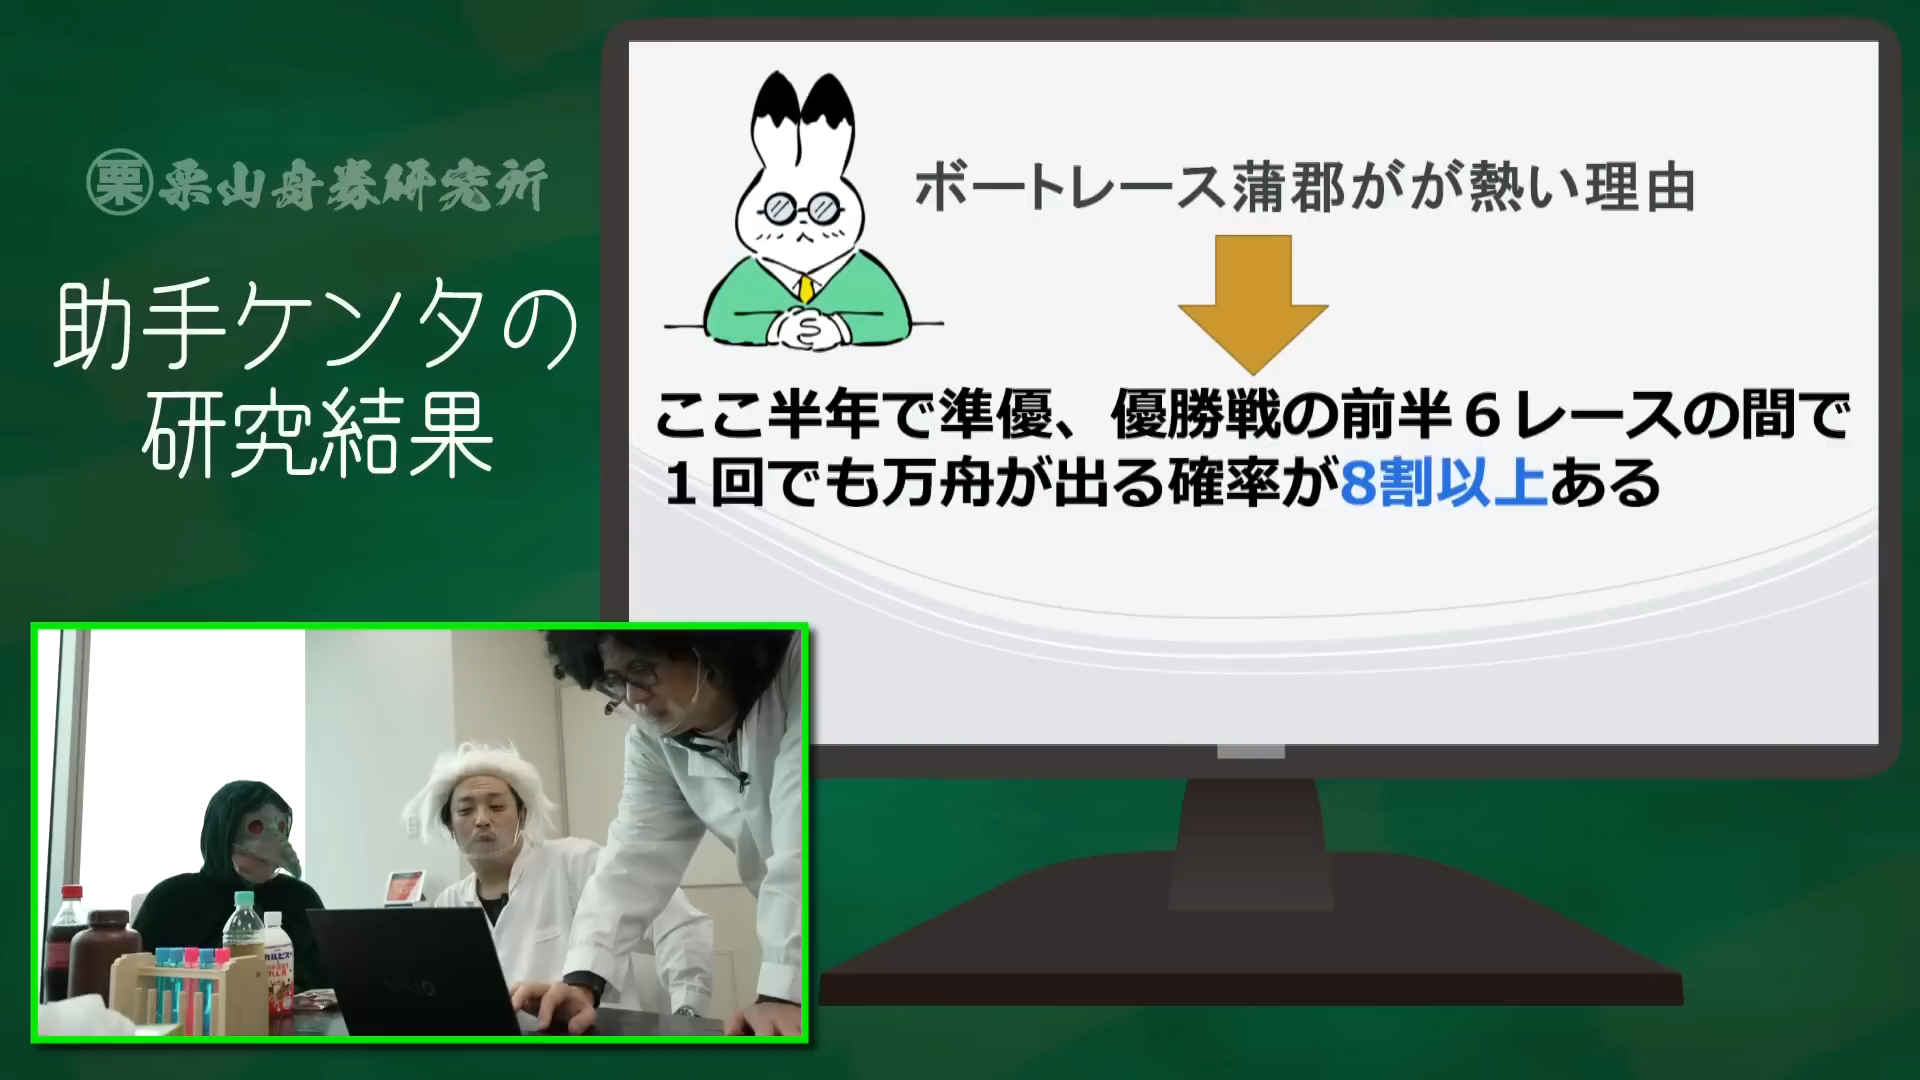 栗 栗山舟券研究所
助手ケンタの
研究結果
ボートレース蒲郡がが熱い理由
ここ半年で準優、優勝戦の前半６レースの間で
１回でも万舟が出る確率が8割以上ある
VAIO